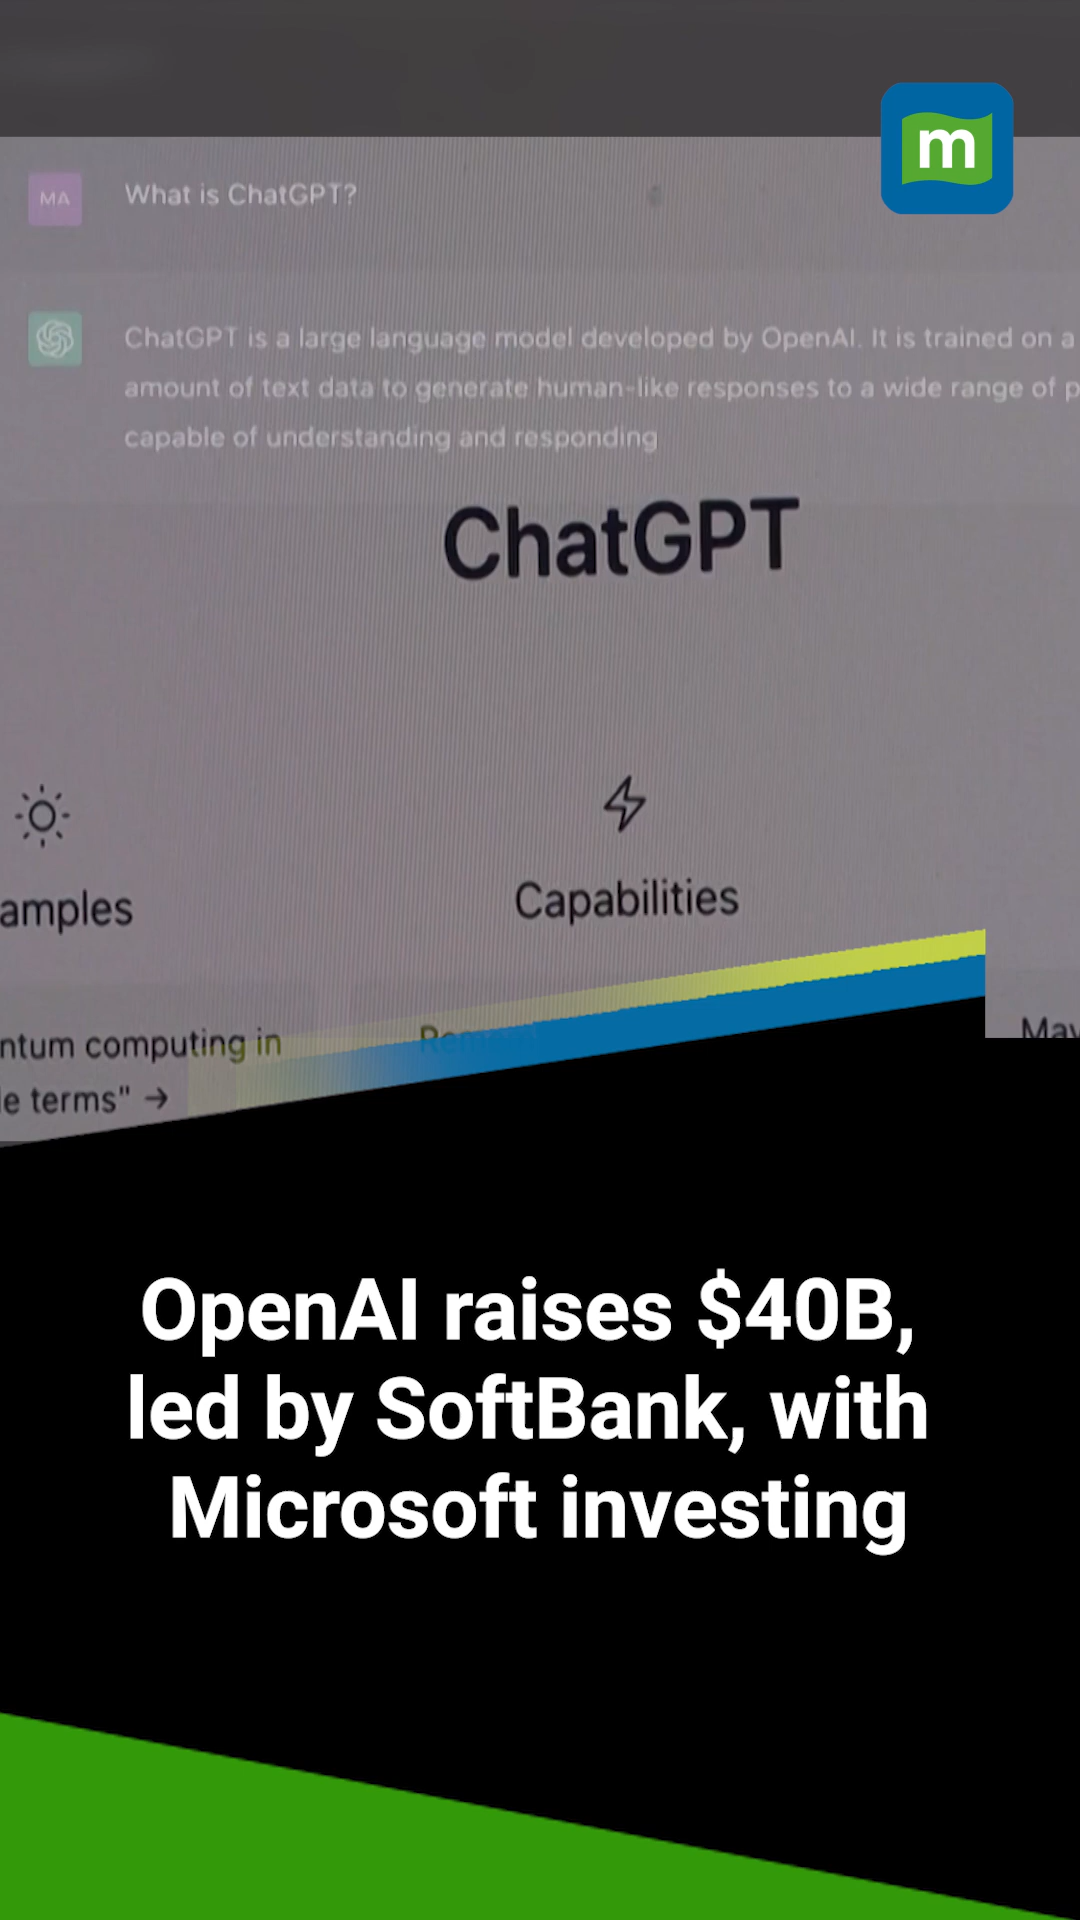 m
MA
What is ChatGPT?
ChatGPT is a large language model developed by OpenAI. It is trained on a
amount of text data to generate human-like responses to a wide range of p
capable of understanding and responding
ChatGPT
amples
Capabilities
ntum computing in
e terms" →
May
OpenAI raises $40B,
led by SoftBank, with
Microsoft investing